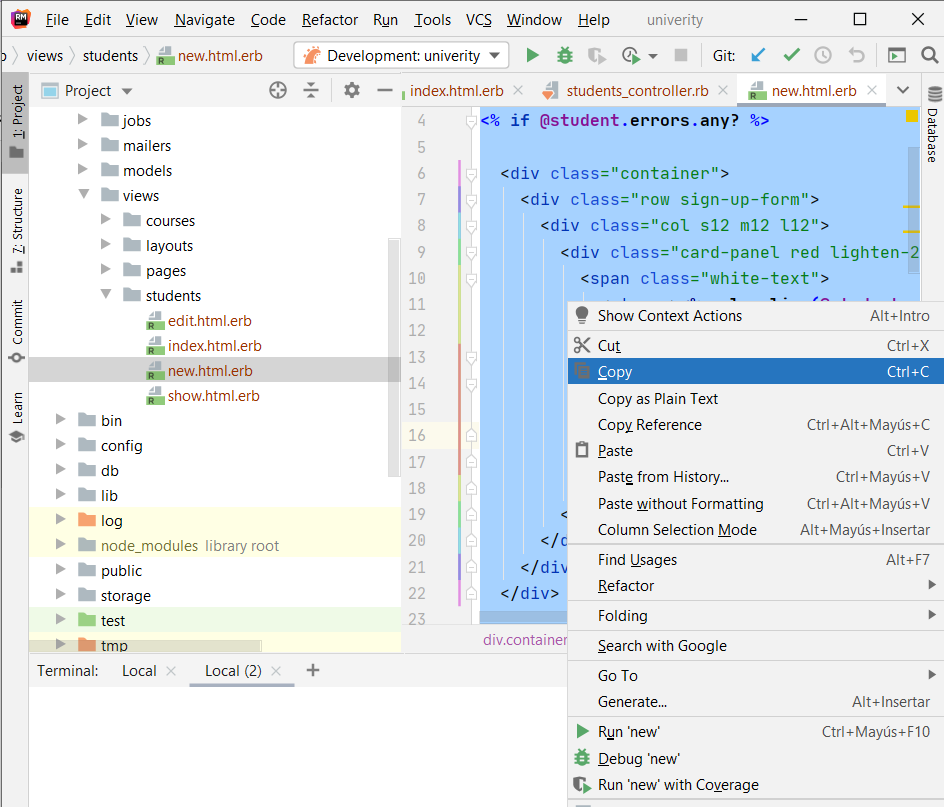 File Edit View Navigate Code Refactor Run Tools VCS Window Help univerity
views students new.html.erb Development: univerity Git:
Project index.html.erb students_controller.rb new.html.erb
1: Project
7: Structure
Commit
Learn
Database
jobs
mailers
models
views
courses
layouts
pages
students
edit.html.erb
index.html.erb
new.html.erb
show.html.erb
bin
config
db
lib
log
node_modules library root
public
storage
test
tmp
4 <% if @student.errors.any? %>
5
6 <div class="container">
7 <div class="row sign-up-form">
8 <div class="col s12 m12 l12">
9 <div class="card-panel red lighten-2
10 <span class="white-text">
11
12
13
14
15
16
17
18
19 <
20 </d
21 </div
22 </div>
23
div.container
Show Context Actions Alt+Intro
Cut Ctrl+X
Copy Ctrl+C
Copy as Plain Text
Copy Reference Ctrl+Alt+Mayús+C
Paste Ctrl+V
Paste from History... Ctrl+Mayús+V
Paste without Formatting Ctrl+Alt+Mayús+V
Column Selection Mode Alt+Mayús+Insertar
Find Usages Alt+F7
Refactor
Folding
Search with Google
Go To
Generate... Alt+Insertar
Run 'new' Ctrl+Mayús+F10
Debug 'new'
Run 'new' with Coverage
Terminal: Local Local (2) +